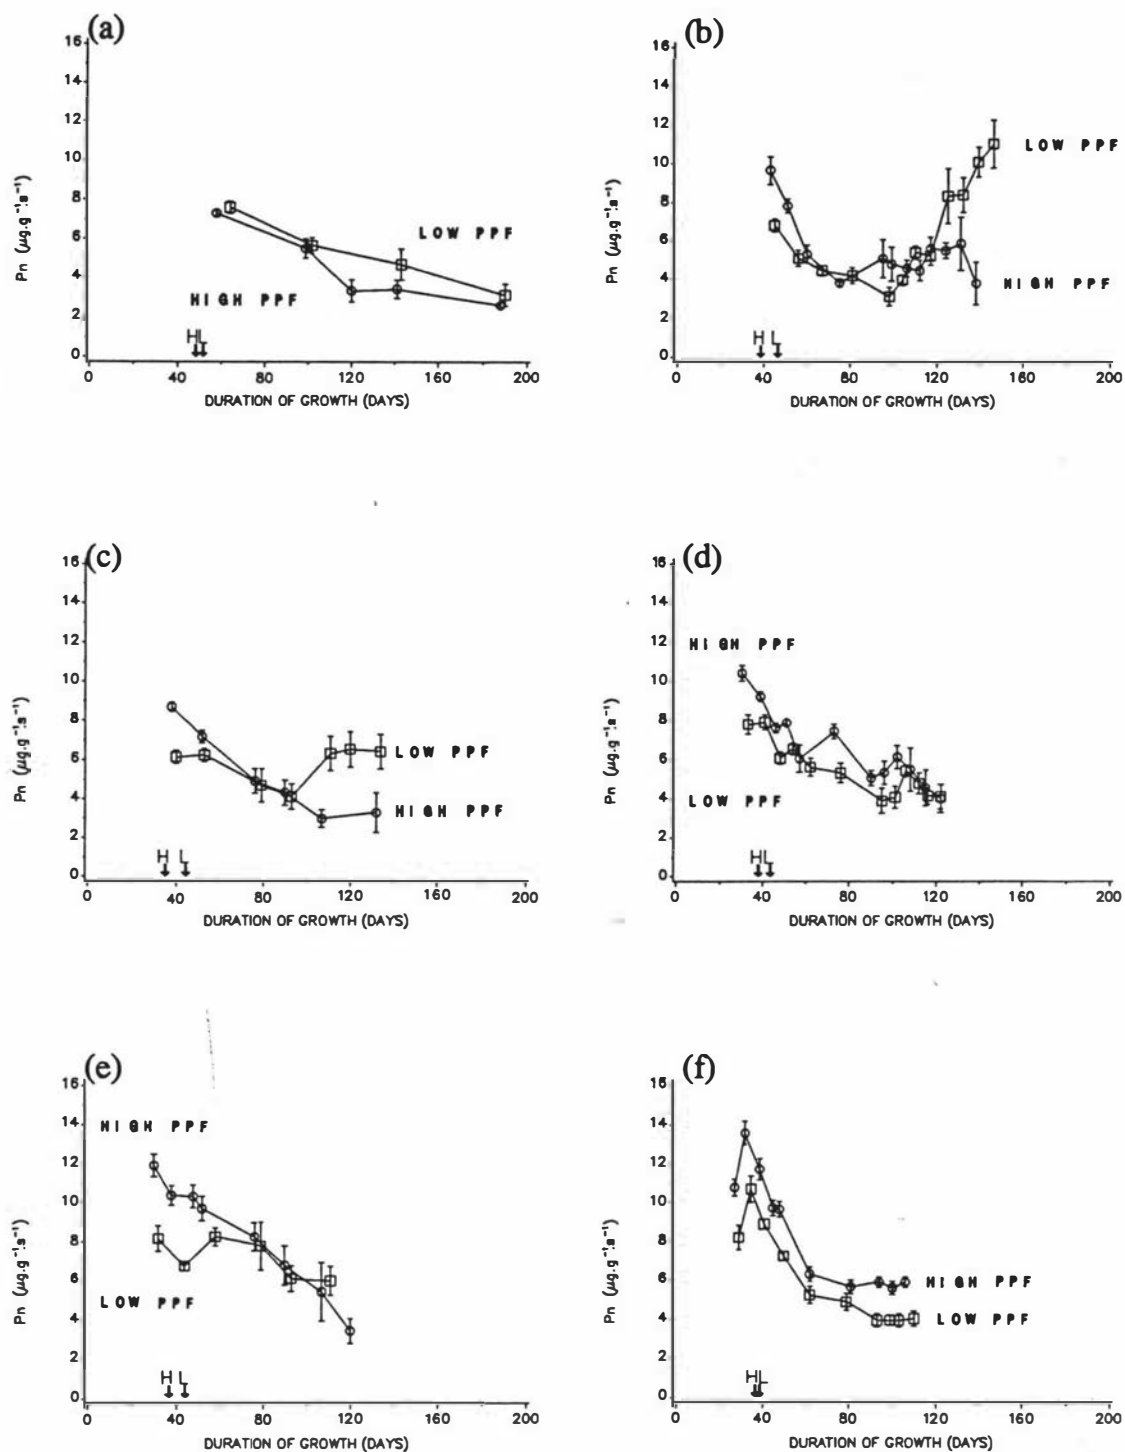 (a)
16
14
12
10
8
6
4
2
0
Pn (µg.g⁻¹.s⁻¹)
LOW PPF
HIGH PPF
H L
0 40 80 120 160 200
DURATION OF GROWTH (DAYS)
(b)
16
14
12
10
8
6
4
2
0
Pn (µg.g⁻¹.s⁻¹)
LOW PPF
HIGH PPF
H L
0 40 80 120 160 200
DURATION OF GROWTH (DAYS)
(c)
16
14
12
10
8
6
4
2
0
Pn (µg.g⁻¹.s⁻¹)
LOW PPF
HIGH PPF
H L
0 40 80 120 160 200
DURATION OF GROWTH (DAYS)
(d)
16
14
12
10
8
6
4
2
0
Pn (µg.g⁻¹.s⁻¹)
HIGH PPF
LOW PPF
H L
0 40 80 120 160 200
DURATION OF GROWTH (DAYS)
(e)
16
14
12
10
8
6
4
2
0
Pn (µg.g⁻¹.s⁻¹)
HIGH PPF
LOW PPF
H L
0 40 80 120 160 200
DURATION OF GROWTH (DAYS)
(f)
16
14
12
10
8
6
4
2
0
Pn (µg.g⁻¹.s⁻¹)
HIGH PPF
LOW PPF
H L
0 40 80 120 160 200
DURATION OF GROWTH (DAYS)